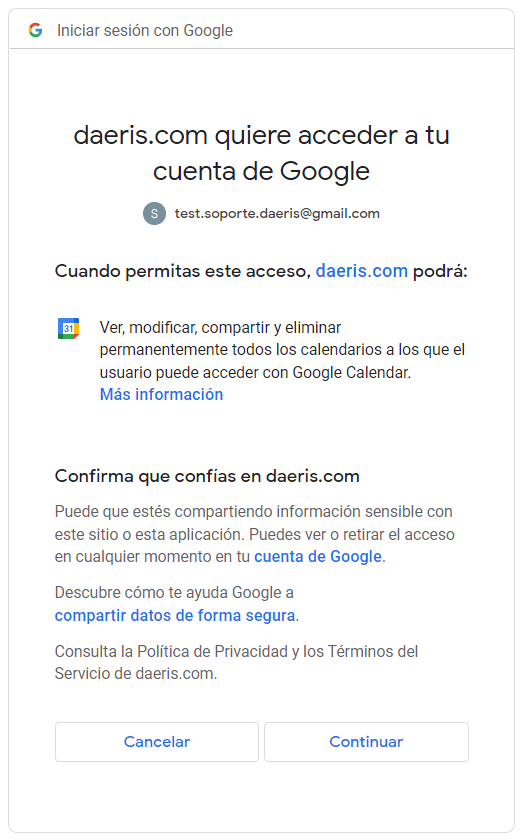 Iniciar sesión con Google
daeris.com quiere acceder a tu
cuenta de Google
S test.soporte.daeris@gmail.com
Cuando permitas este acceso, daeris.com podrá:
31
Ver, modificar, compartir y eliminar
permanentemente todos los calendarios a los que el
usuario puede acceder con Google Calendar.
Más información
Confirma que confías en daeris.com
Puede que estés compartiendo información sensible con
este sitio o esta aplicación. Puedes ver o retirar el acceso
en cualquier momento en tu cuenta de Google.
Descubre cómo te ayuda Google a
compartir datos de forma segura.
Consulta la Política de Privacidad y los Términos del
Servicio de daeris.com.
Cancelar Continuar